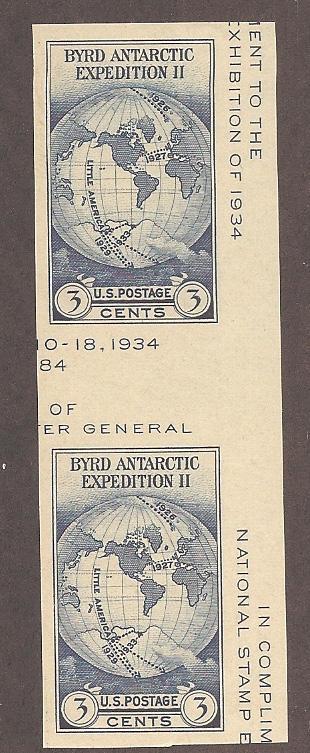 BYRD ANTARCTIC
EXPEDITION II
1926
1927
LITTLE AMERICA
1929
33
3
U.S. POSTAGE
CENTS
3
MENT TO THE
EXHIBITION OF 1934
10-18, 1934
84
OF
TER GENERAL
BYRD ANTARCTIC
EXPEDITION II
1926
1927
LITTLE AMERICA
1929
33
3
U.S. POSTAGE
CENTS
3
IN COMPLIM
NATIONAL STAMP E